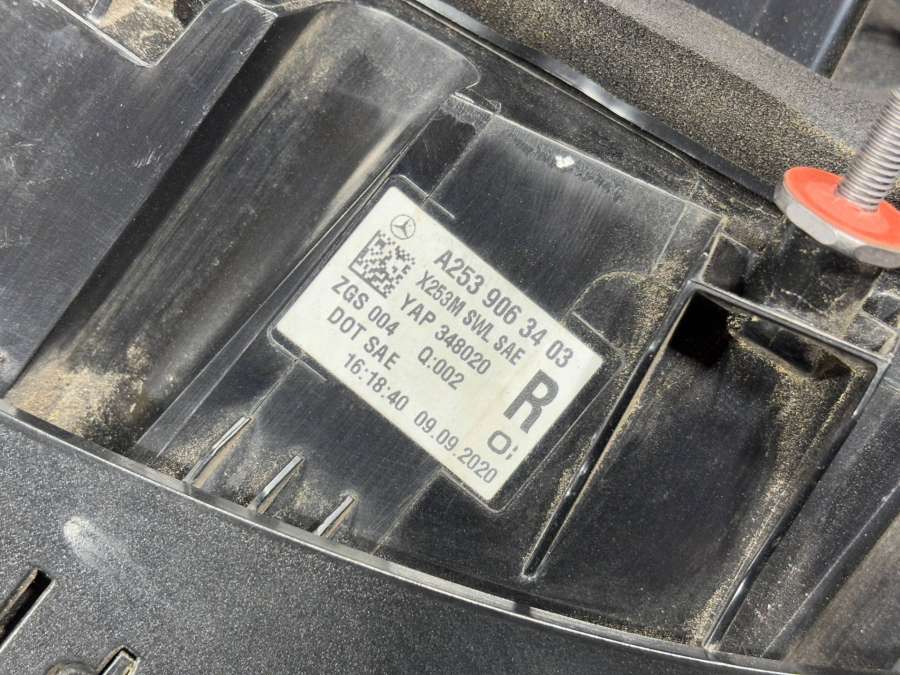 A253 906 34 03
X253M SWL SAE
YAP 348020
ZGS 004 Q:002
DOT SAE
R
O;
16:18:40 09.09.2020